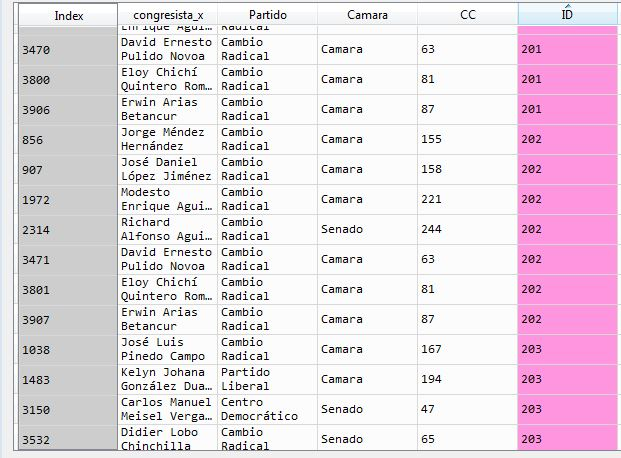 Index congresista_x Partido Camara CC ID
Enrique Agui… Radical
3470 David Ernesto Pulido Novoa Cambio Radical Camara 63 201
3800 Eloy Chichí Quintero Rom… Cambio Radical Camara 81 201
3906 Erwin Arias Betancur Cambio Radical Camara 87 201
856 Jorge Méndez Hernández Cambio Radical Camara 155 202
907 José Daniel López Jiménez Cambio Radical Camara 158 202
1972 Modesto Enrique Agui… Cambio Radical Camara 221 202
2314 Richard Alfonso Agui… Cambio Radical Senado 244 202
3471 David Ernesto Pulido Novoa Cambio Radical Camara 63 202
3801 Eloy Chichí Quintero Rom… Cambio Radical Camara 81 202
3907 Erwin Arias Betancur Cambio Radical Camara 87 202
1038 José Luis Pinedo Campo Cambio Radical Camara 167 203
1483 Kelyn Johana González Dua… Partido Liberal Camara 194 203
3150 Carlos Manuel Meisel Verga… Centro Democrático Senado 47 203
3532 Didier Lobo Chinchilla Cambio Radical Senado 65 203